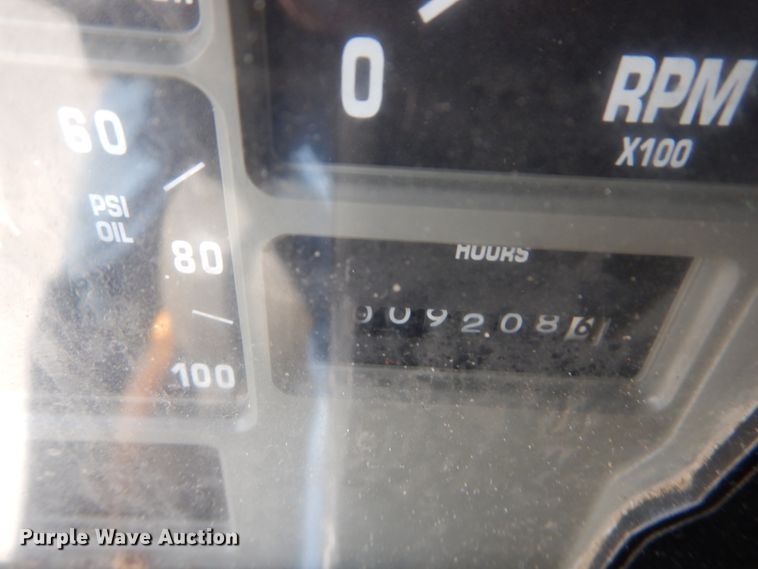 0
RPM
X100
60
PSI
OIL
80
100
HOURS
0092086
Purple Wave Auction